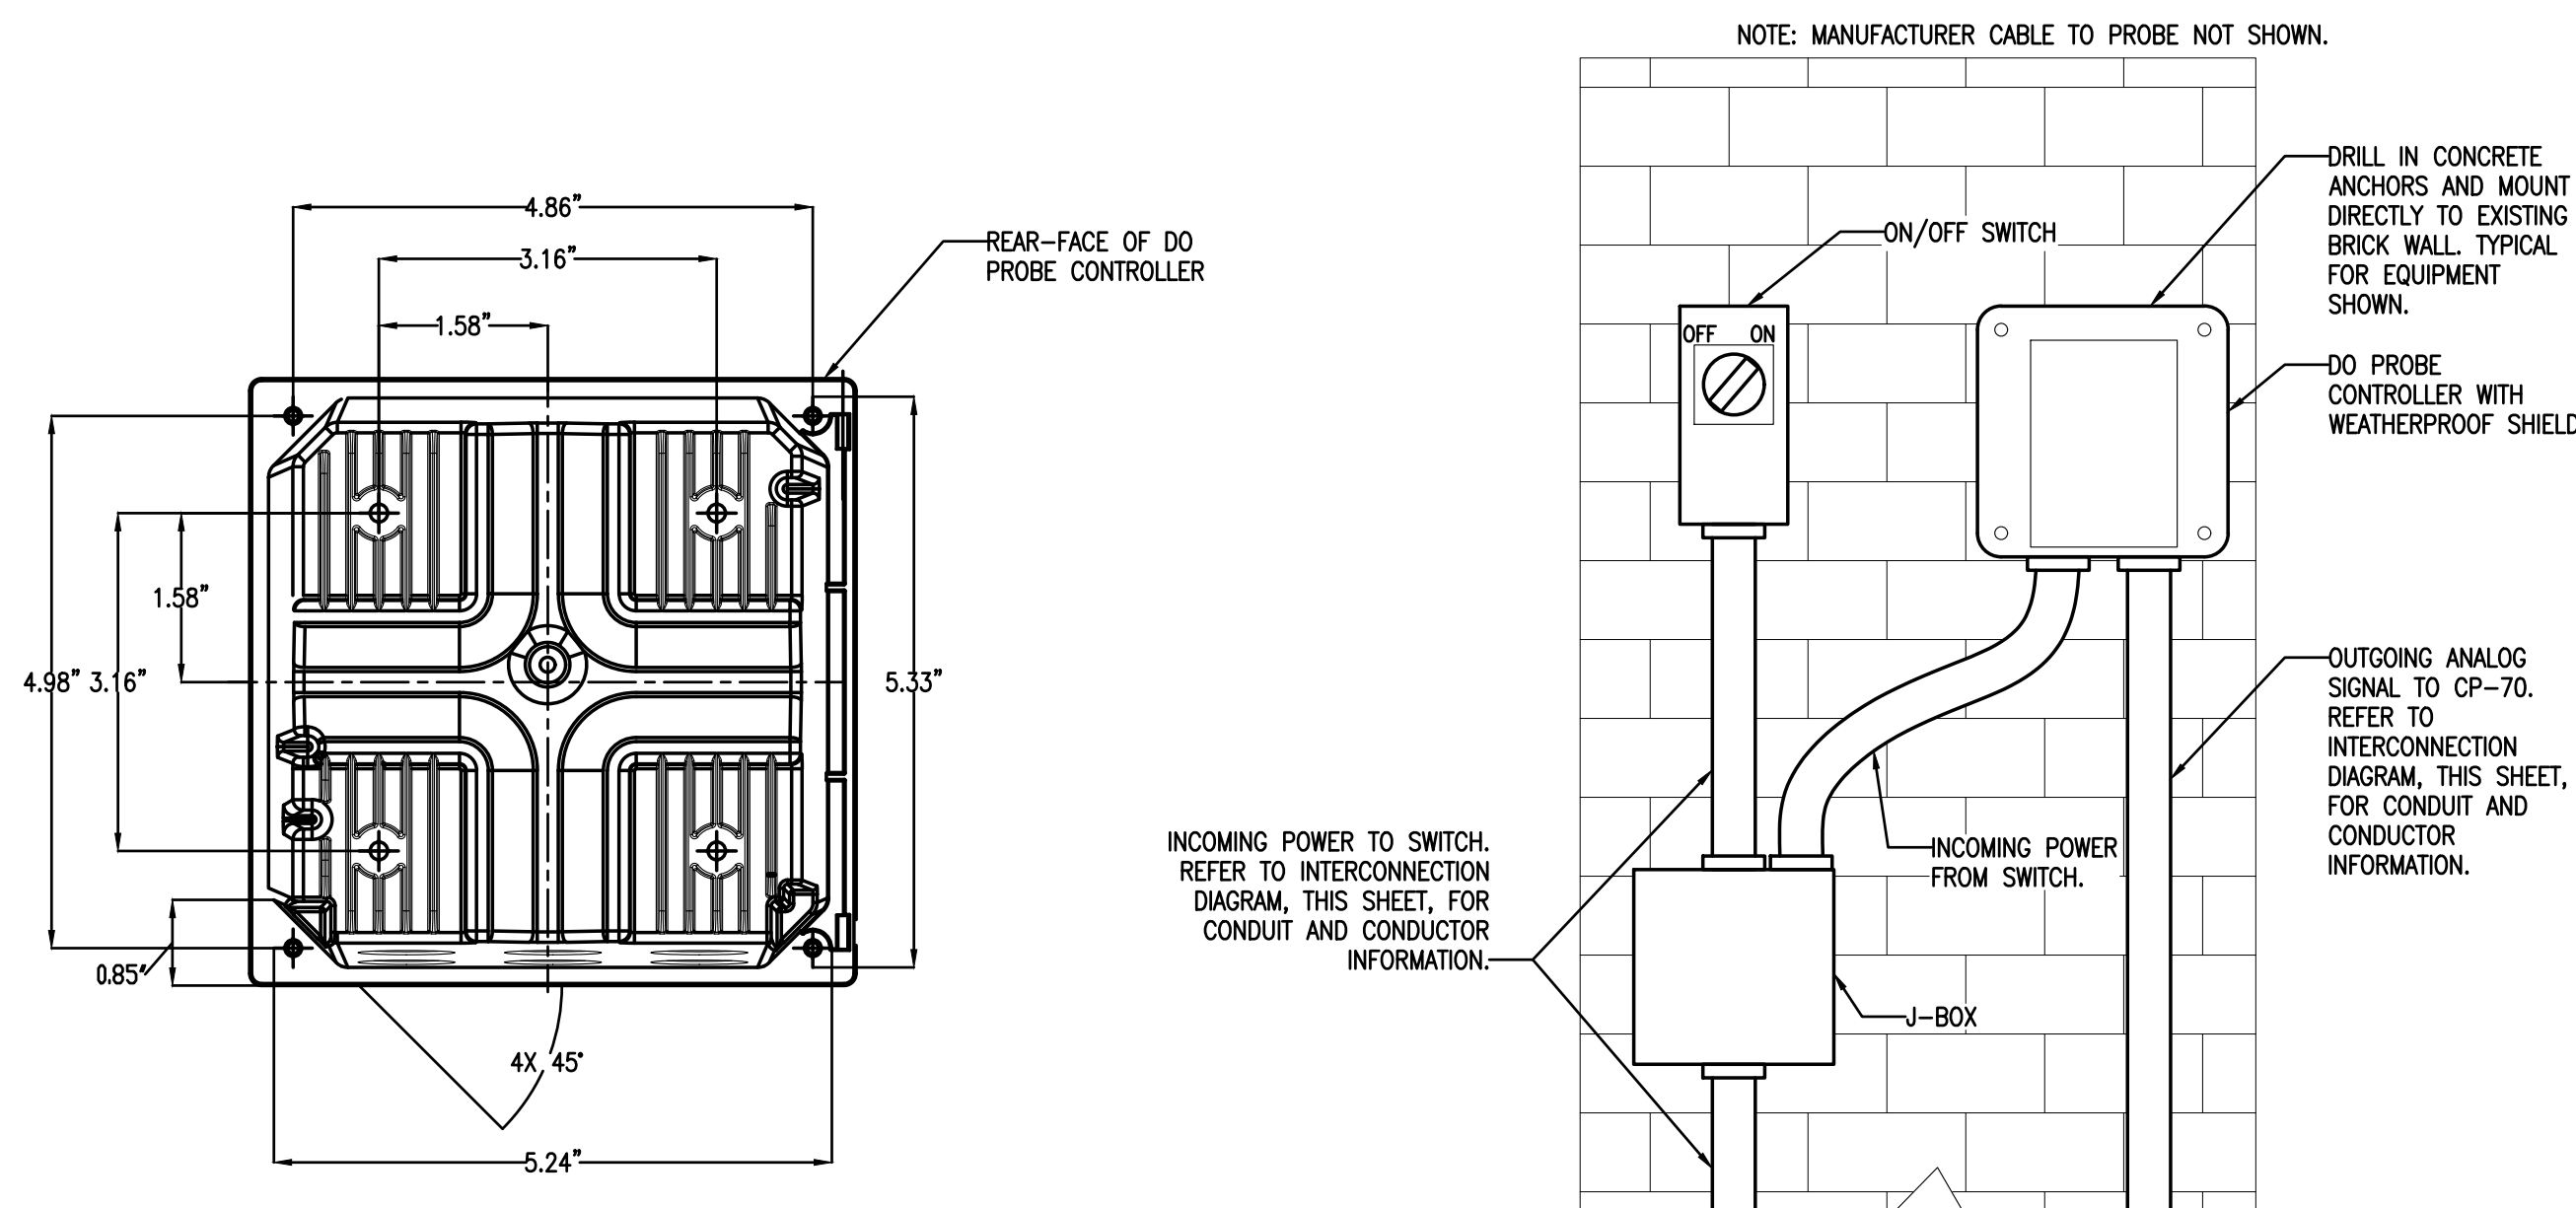 NOTE: MANUFACTURER CABLE TO PROBE NOT SHOWN.
4.86"
3.16"
1.58"
REAR-FACE OF DO
PROBE CONTROLLER
1.58"
4.98"
3.16"
5.33"
0.85"
4X 45°
5.24"
ON/OFF SWITCH
OFF
ON
DRILL IN CONCRETE
ANCHORS AND MOUNT
DIRECTLY TO EXISTING
BRICK WALL. TYPICAL
FOR EQUIPMENT
SHOWN.
DO PROBE
CONTROLLER WITH
WEATHERPROOF SHIELD
OUTGOING ANALOG
SIGNAL TO CP-70.
REFER TO
INTERCONNECTION
DIAGRAM, THIS SHEET,
FOR CONDUIT AND
CONDUCTOR
INFORMATION.
INCOMING POWER TO SWITCH.
REFER TO INTERCONNECTION
DIAGRAM, THIS SHEET, FOR
CONDUIT AND CONDUCTOR
INFORMATION.
INCOMING POWER
FROM SWITCH.
J-BOX